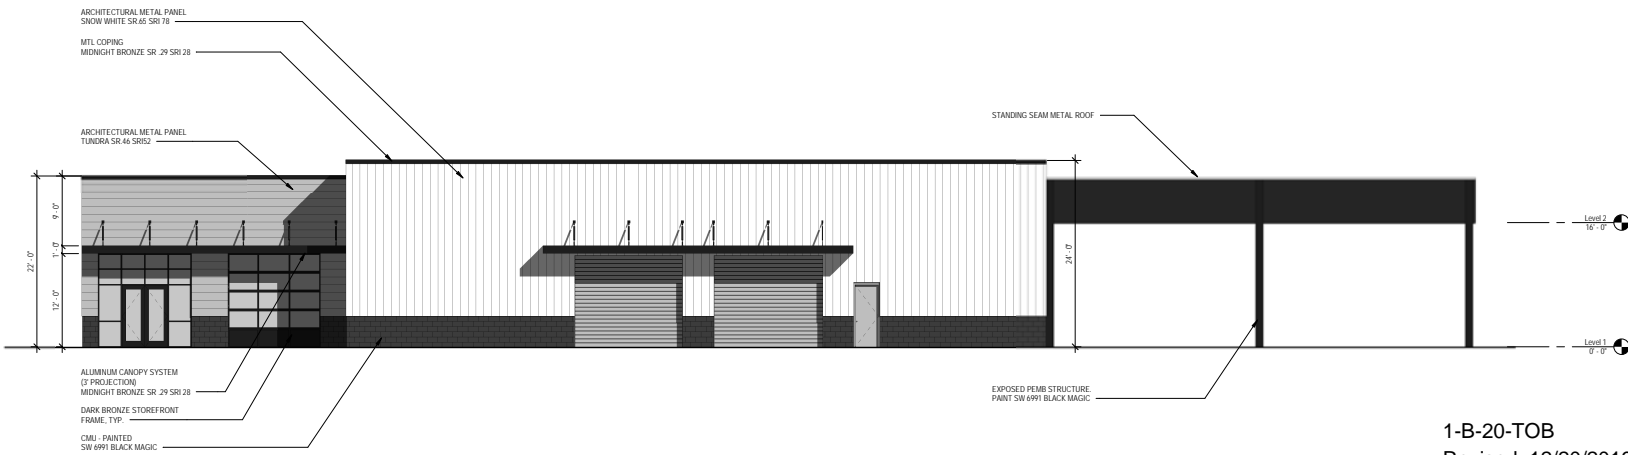 ARCHITECTURAL METAL PANEL
SNOW WHITE SR.65 SRI 78
MTL COPING
MIDNIGHT BRONZE SR .29 SRI 28
ARCHITECTURAL METAL PANEL
TUNDRA SR.46 SRI52
STANDING SEAM METAL ROOF
22' - 0"
9' - 0"
1' - 0"
12' - 0"
24' - 0"
Level 2
16' - 0"
Level 1
0' - 0"
ALUMINUM CANOPY SYSTEM
(3' PROJECTION)
MIDNIGHT BRONZE SR .29 SRI 28
DARK BRONZE STOREFRONT
FRAME, TYP.
CMU - PAINTED
SW 6991 BLACK MAGIC
EXPOSED PEMB STRUCTURE.
PAINT SW 6991 BLACK MAGIC
1-B-20-TOB